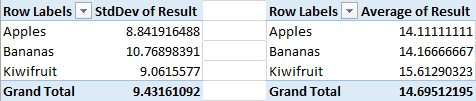 Row Labels StdDev of Result Row Labels Average of Result
Apples 8.841916488 Apples 14.11111111
Bananas 10.76898391 Bananas 14.16666667
Kiwifruit 9.0615577 Kiwifruit 15.61290323
Grand Total 9.43161092 Grand Total 14.69512195